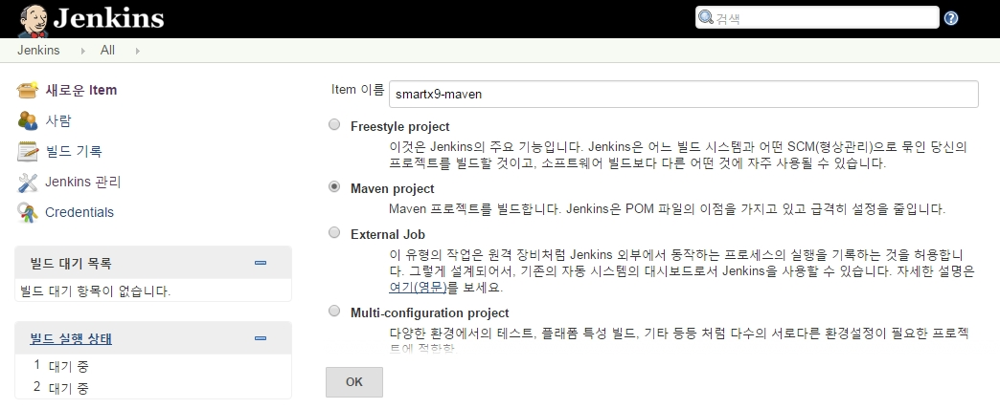 Jenkins
검색
Jenkins
All
새로운 Item
사람
빌드 기록
Jenkins 관리
Credentials
빌드 대기 목록
빌드 대기 항목이 없습니다.
빌드 실행 상태
1 대기 중
2 대기 중
Item 이름 smartx9-maven
Freestyle project
이것은 Jenkins의 주요 기능입니다. Jenkins은 어느 빌드 시스템과 어떤 SCM(형상관리)으로 묶인 당신의
프로젝트를 빌드할 것이고, 소프트웨어 빌드보다 다른 어떤 것에 자주 사용될 수 있습니다.
Maven project
Maven 프로젝트를 빌드합니다. Jenkins은 POM 파일의 이점을 가지고 있고 급격히 설정을 줄입니다.
External Job
이 유형의 작업은 원격 장비처럼 Jenkins 외부에서 동작하는 프로세스의 실행을 기록하는 것을 허용합니
다. 그렇게 설계되어서, 기존의 자동 시스템의 대시보드로서 Jenkins을 사용할 수 있습니다. 자세한 설명은
여기(영문)를 보세요.
Multi-configuration project
다양한 환경에서의 테스트, 플래폼 특성 빌드, 기타 등등 처럼 다수의 서로다른 환경설정이 필요한 프로젝
트에 적합함.
OK